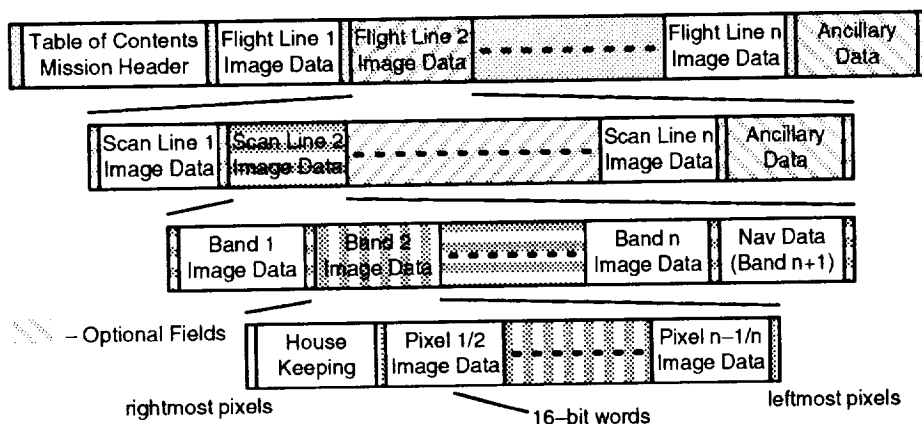 Table of Contents
Mission Header
Flight Line 1
Image Data
Flight Line 2
Image Data
Flight Line n
Image Data
Ancillary
Data
Scan Line 1
Image Data
Scan Line 2
Image Data
Scan Line n
Image Data
Ancillary
Data
Band 1
Image Data
Band 2
Image Data
Band n
Image Data
Nav Data
(Band n+1)
– Optional Fields
House
Keeping
Pixel 1/2
Image Data
Pixel n–1/n
Image Data
rightmost pixels
16–bit words
leftmost pixels